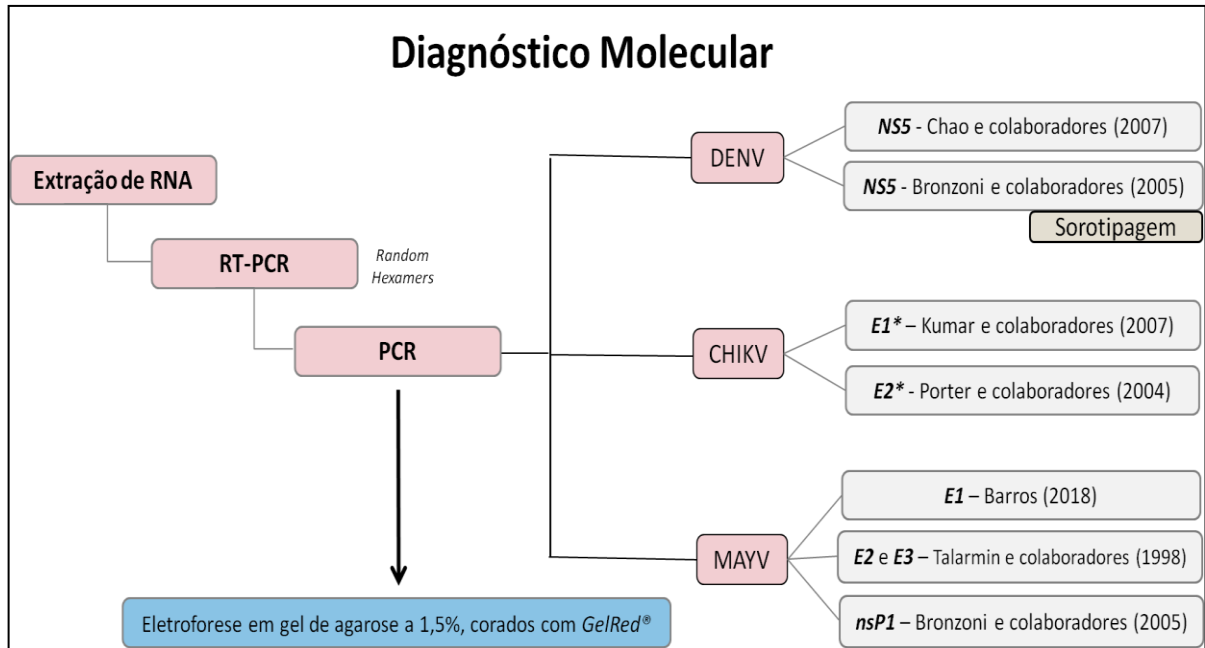 Diagnóstico Molecular
Extração de RNA
RT-PCR
Random
Hexamers
PCR
Eletroforese em gel de agarose a 1,5%, corados com GelRed®
DENV
NS5 - Chao e colaboradores (2007)
NS5 - Bronzoni e colaboradores (2005)
Sorotipagem
CHIKV
E1* – Kumar e colaboradores (2007)
E2* - Porter e colaboradores (2004)
MAYV
E1 – Barros (2018)
E2 e E3 – Talarmin e colaboradores (1998)
nsP1 – Bronzoni e colaboradores (2005)